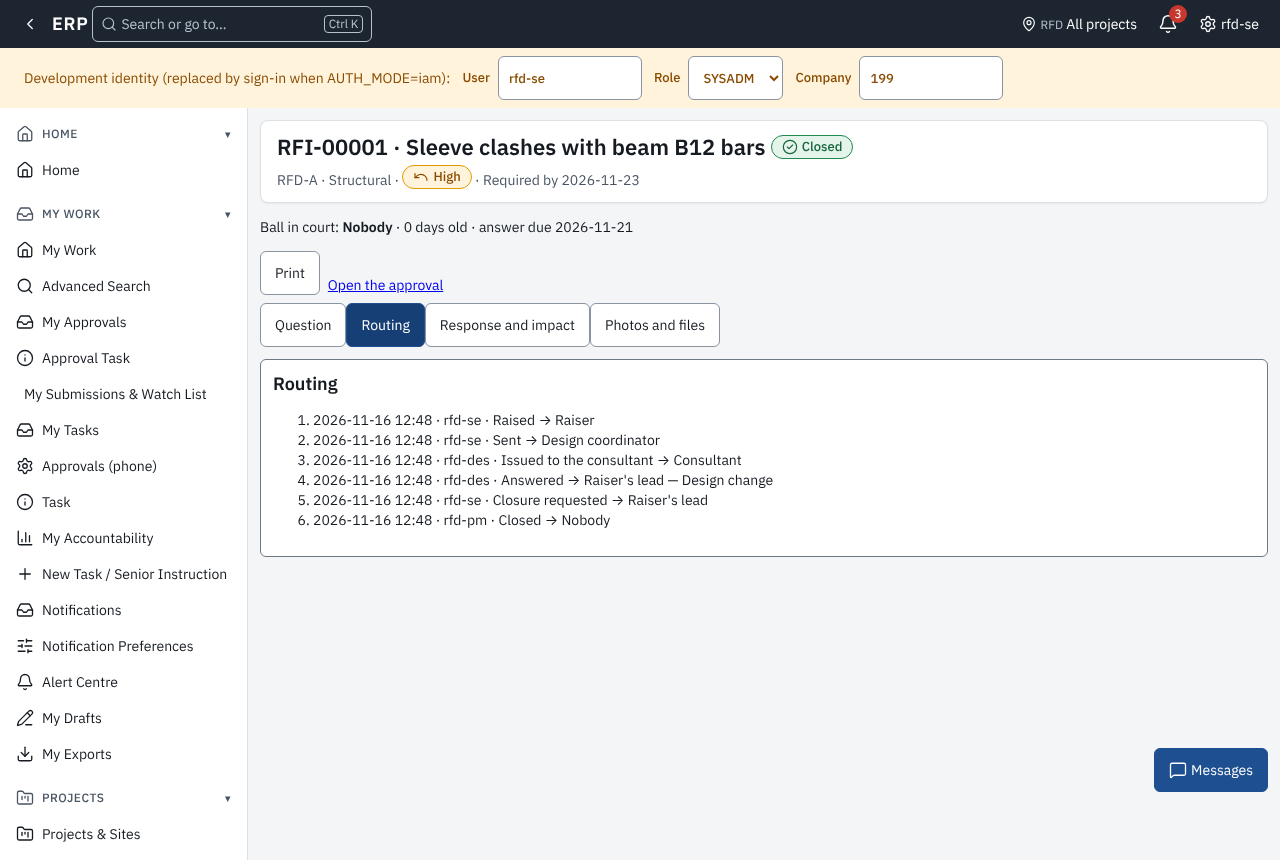 ERP
Search or go to... Ctrl K
RFD All projects
3
rfd-se
Development identity (replaced by sign-in when AUTH_MODE=iam): User rfd-se Role SYSADM Company 199
HOME
Home
MY WORK
My Work
Advanced Search
My Approvals
Approval Task
My Submissions & Watch List
My Tasks
Approvals (phone)
Task
My Accountability
New Task / Senior Instruction
Notifications
Notification Preferences
Alert Centre
My Drafts
My Exports
PROJECTS
Projects & Sites
RFI-00001 · Sleeve clashes with beam B12 bars Closed
RFD-A · Structural · High · Required by 2026-11-23
Ball in court: Nobody · 0 days old · answer due 2026-11-21
Print Open the approval
Question Routing Response and impact Photos and files
Routing
1. 2026-11-16 12:48 · rfd-se · Raised → Raiser
2. 2026-11-16 12:48 · rfd-se · Sent → Design coordinator
3. 2026-11-16 12:48 · rfd-des · Issued to the consultant → Consultant
4. 2026-11-16 12:48 · rfd-des · Answered → Raiser's lead — Design change
5. 2026-11-16 12:48 · rfd-se · Closure requested → Raiser's lead
6. 2026-11-16 12:48 · rfd-pm · Closed → Nobody
Messages